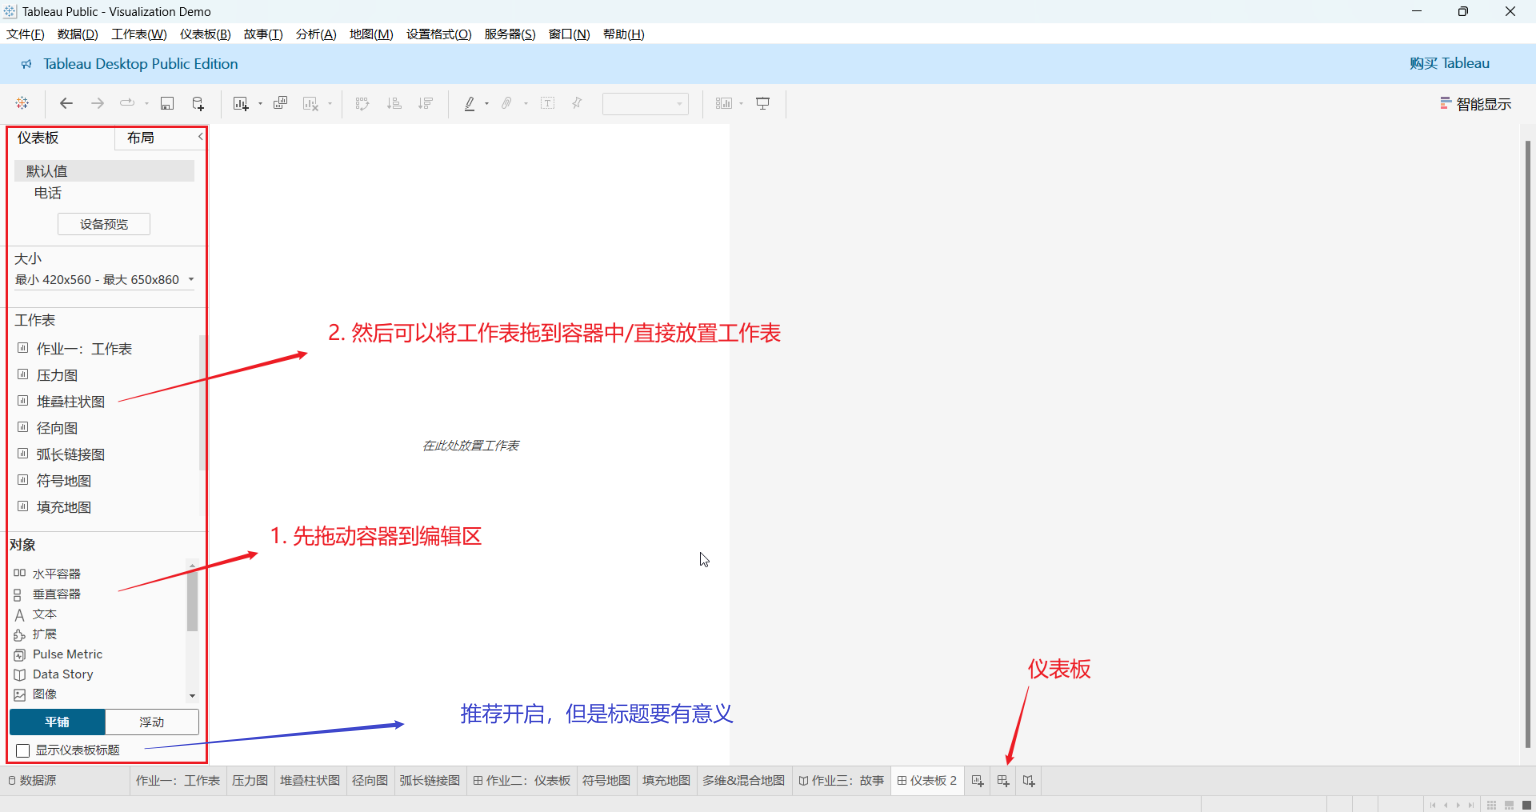 Tableau Public - Visualization Demo
文件(F) 数据(D) 工作表(W) 仪表板(B) 故事(T) 分析(A) 地图(M) 设置格式(O) 服务器(S) 窗口(N) 帮助(H)
Tableau Desktop Public Edition
购买 Tableau
智能显示
仪表板 布局
默认值
电话
设备预览
大小
最小 420x560 - 最大 650x860
工作表
作业一：工作表
压力图
堆叠柱状图
径向图
弧长链接图
符号地图
填充地图
对象
水平容器
垂直容器
文本
扩展
Pulse Metric
Data Story
图像
平铺 浮动
显示仪表板标题
2. 然后可以将工作表拖到容器中/直接放置工作表
在此处放置工作表
1. 先拖动容器到编辑区
推荐开启，但是标题要有意义
仪表板
数据源 作业一：工作表 压力图 堆叠柱状图 径向图 弧长链接图 作业二：仪表板 符号地图 填充地图 多维&混合地图 作业三：故事 仪表板 2